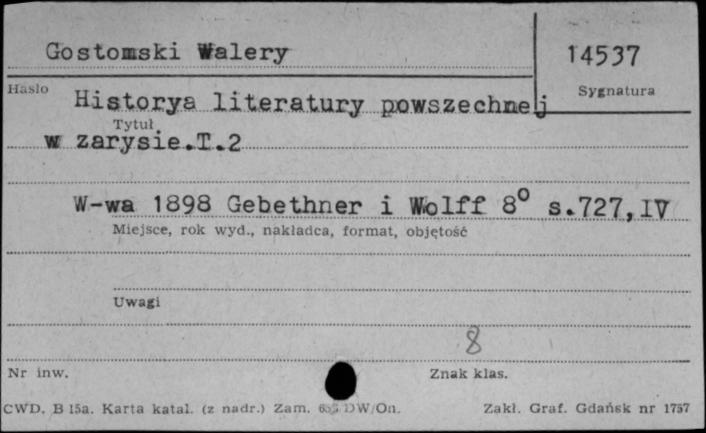 Gostomski Walery
14537
Hasło
Sygnatura
Historya literatury powszechnej
Tytuł
w zarysie.T.2
W-wa 1898 Gebethner i Wolff 8° s.727,IV
Miejsce, rok wyd., nakładca, format, objętość
Uwagi
8
Nr inw.
Znak klas.
CWD. B 15a. Karta katal. (z nadr.) Zam. DW/On.
Zakł. Graf. Gdańsk nr 1757